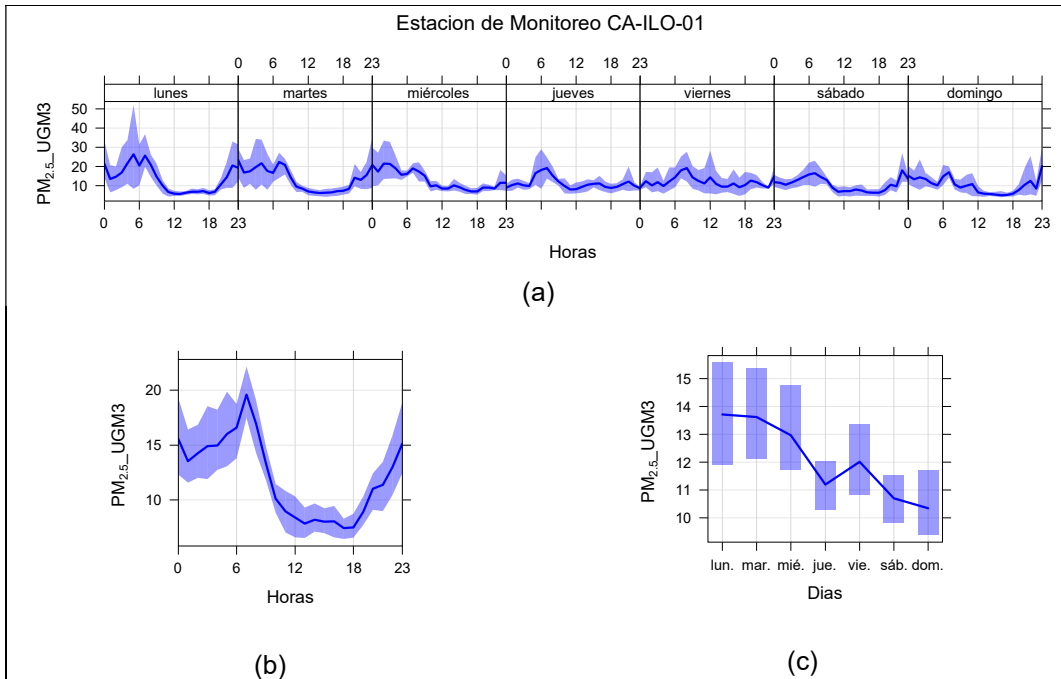 Estacion de Monitoreo CA-ILO-01
0 6 12 18 23 0 6 12 18 23 0 6 12 18 23
lunes martes miércoles jueves viernes sábado domingo
50
40
30
20
10
PM2.5_UGM3
0 6 12 18 23 0 6 12 18 23 0 6 12 18 23 0 6 12 18 23
Horas
(a)
20
15
10
PM2.5_UGM3
0 6 12 18 23
Horas
(b)
15
14
13
12
11
10
PM2.5_UGM3
lun. mar. mié. jue. vie. sáb. dom.
Dias
(c)